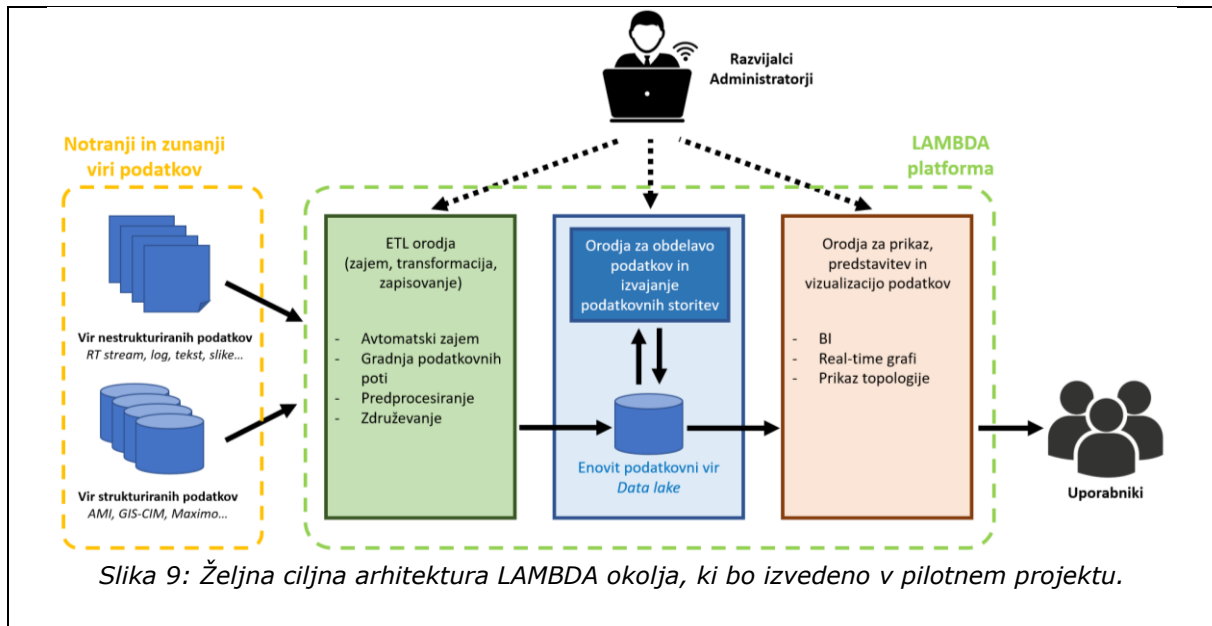 Razvijalci
Administratorji
Notranji in zunanji
viri podatkov
LAMBDA
platforma
Vir nestrukturiranih podatkov
RT stream, log, tekst, slike...
Vir strukturiranih podatkov
AMI, GIS-CIM, Maximo...
ETL orodja
(zajem, transformacija,
zapisovanje)
- Avtomatski zajem
- Gradnja podatkovnih
poti
- Predprocesiranje
- Združevanje
Orodja za obdelavo
podatkov in
izvajanje
podatkovnih storitev
Enovit podatkovni vir
Data lake
Orodja za prikaz,
predstavitev in
vizualizacijo podatkov
- BI
- Real-time grafi
- Prikaz topologije
Uporabniki
Slika 9: Željna ciljna arhitektura LAMBDA okolja, ki bo izvedeno v pilotnem projektu.